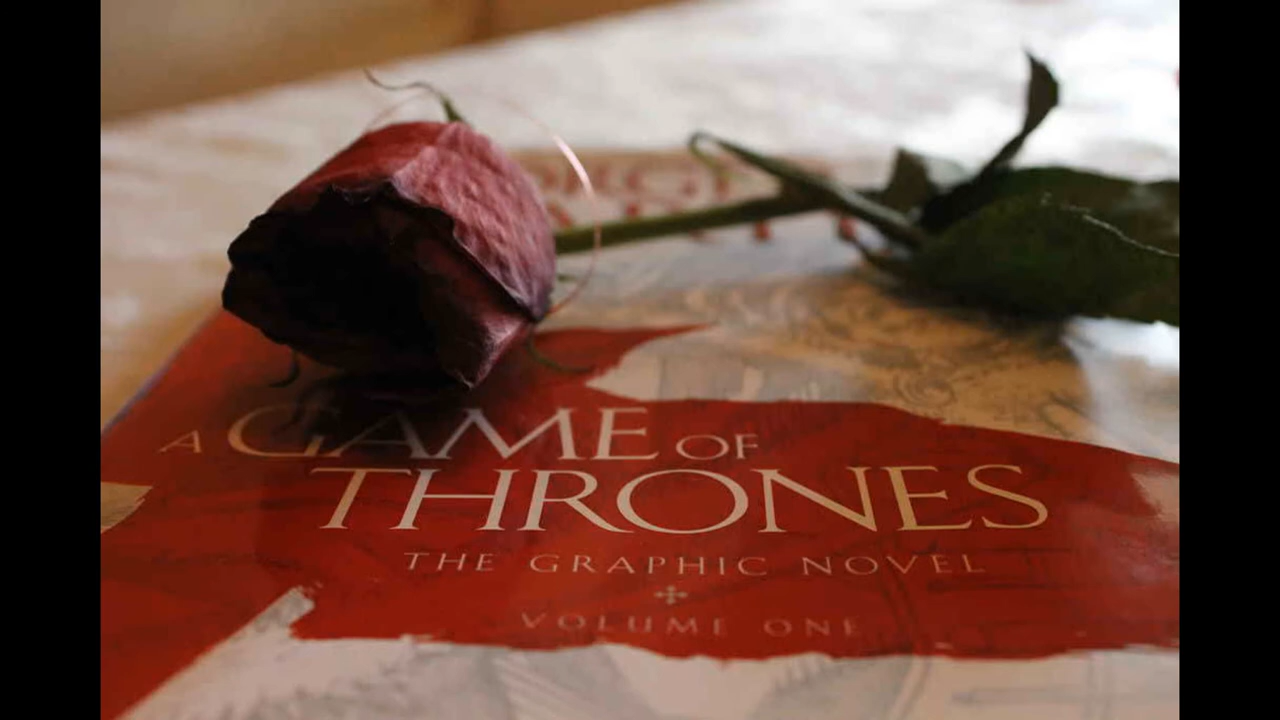 A GAME OF
THRONES
THE GRAPHIC NOVEL
VOLUME ONE